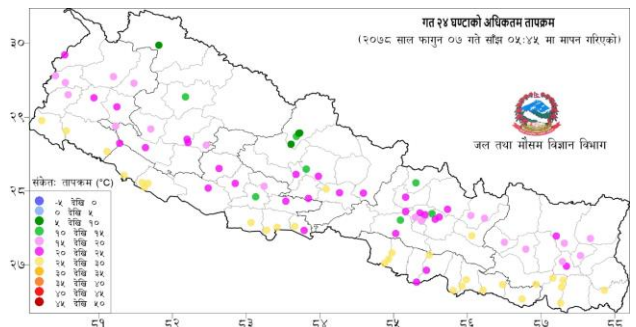 गत २४ घण्टाको अधिकतम तापक्रम
(२०७८ साल फागुन ०७ गते साँझ ०५:४५ मा मापन गरिएको)
जल तथा मौसम विज्ञान विभाग
३०
२९
२८
२७
संकेतः तापक्रम (°C)
-५ देखि ०
० देखि ५
५ देखि १०
१० देखि १५
१५ देखि २०
२० देखि २५
२५ देखि ३०
३० देखि ३५
३५ देखि ४०
४० देखि ४५
४५ देखि ५०
८१ ८२ ८३ ८४ ८५ ८६ ८७ ८८